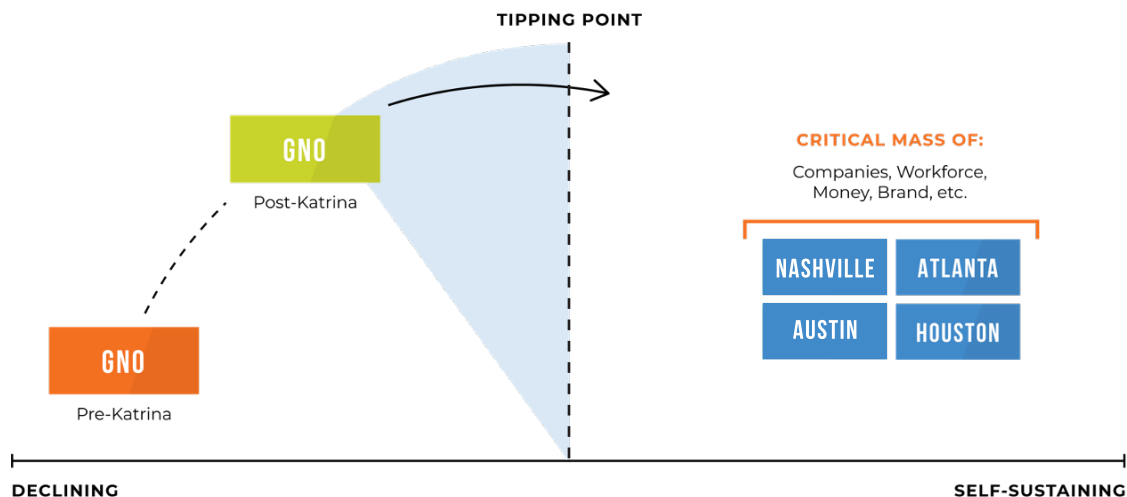 TIPPING POINT
GNO
Post-Katrina
GNO
Pre-Katrina
CRITICAL MASS OF:
Companies, Workforce,
Money, Brand, etc.
NASHVILLE
ATLANTA
AUSTIN
HOUSTON
DECLINING
SELF-SUSTAINING